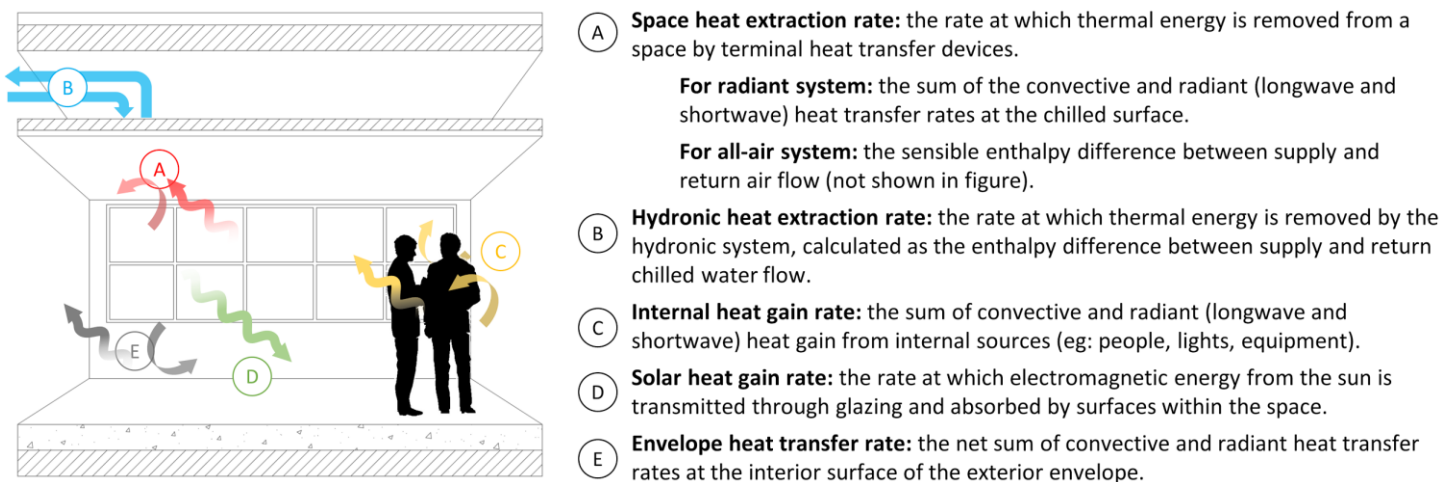 A
B
C
D
E
A
Space heat extraction rate: the rate at which thermal energy is removed from a
space by terminal heat transfer devices.
For radiant system: the sum of the convective and radiant (longwave and
shortwave) heat transfer rates at the chilled surface.
For all-air system: the sensible enthalpy difference between supply and
return air flow (not shown in figure).
B
Hydronic heat extraction rate: the rate at which thermal energy is removed by the
hydronic system, calculated as the enthalpy difference between supply and return
chilled water flow.
C
Internal heat gain rate: the sum of convective and radiant (longwave and
shortwave) heat gain from internal sources (eg: people, lights, equipment).
D
Solar heat gain rate: the rate at which electromagnetic energy from the sun is
transmitted through glazing and absorbed by surfaces within the space.
E
Envelope heat transfer rate: the net sum of convective and radiant heat transfer
rates at the interior surface of the exterior envelope.